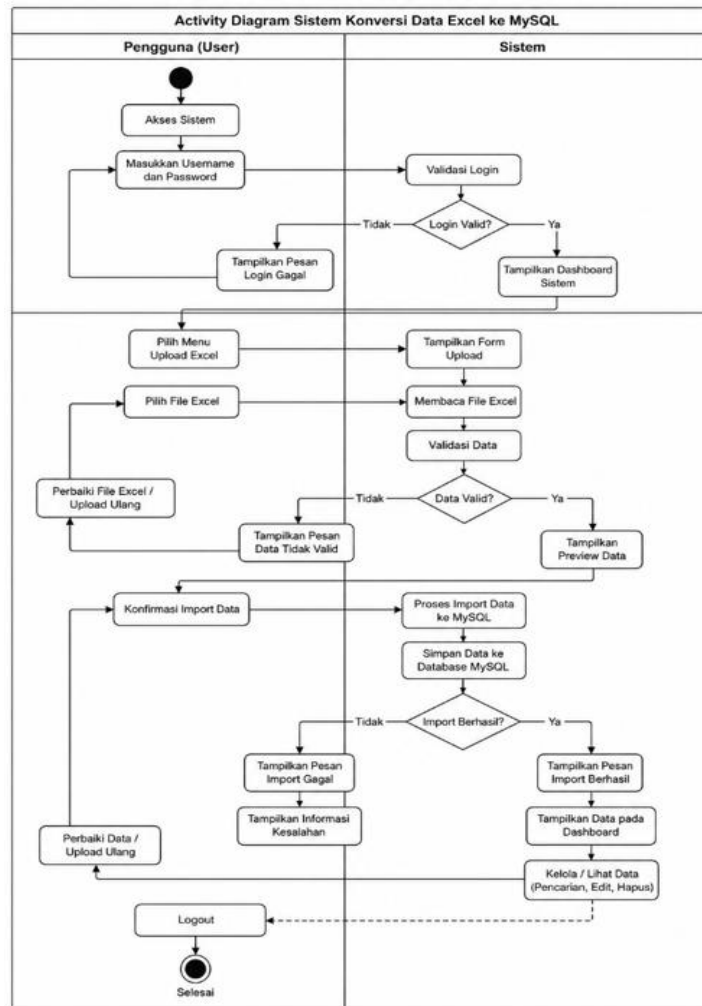 Activity Diagram Sistem Konversi Data Excel ke MySQL
Pengguna (User)
Sistem
Akses Sistem
Masukkan Username
dan Password
Validasi Login
Login Valid?
Tidak
Ya
Tampilkan Pesan
Login Gagal
Tampilkan Dashboard
Sistem
Pilih Menu
Upload Excel
Tampilkan Form
Upload
Pilih File Excel
Membaca File Excel
Validasi Data
Perbaiki File Excel /
Upload Ulang
Data Valid?
Tidak
Ya
Tampilkan Pesan
Data Tidak Valid
Tampilkan
Preview Data
Konfirmasi Import Data
Proses Import Data
ke MySQL
Simpan Data ke
Database MySQL
Import Berhasil?
Tidak
Ya
Tampilkan Pesan
Import Gagal
Tampilkan Pesan
Import Berhasil
Tampilkan Informasi
Kesalahan
Tampilkan Data pada
Dashboard
Perbaiki Data /
Upload Ulang
Kelola / Lihat Data
(Pencarian, Edit, Hapus)
Logout
Selesai